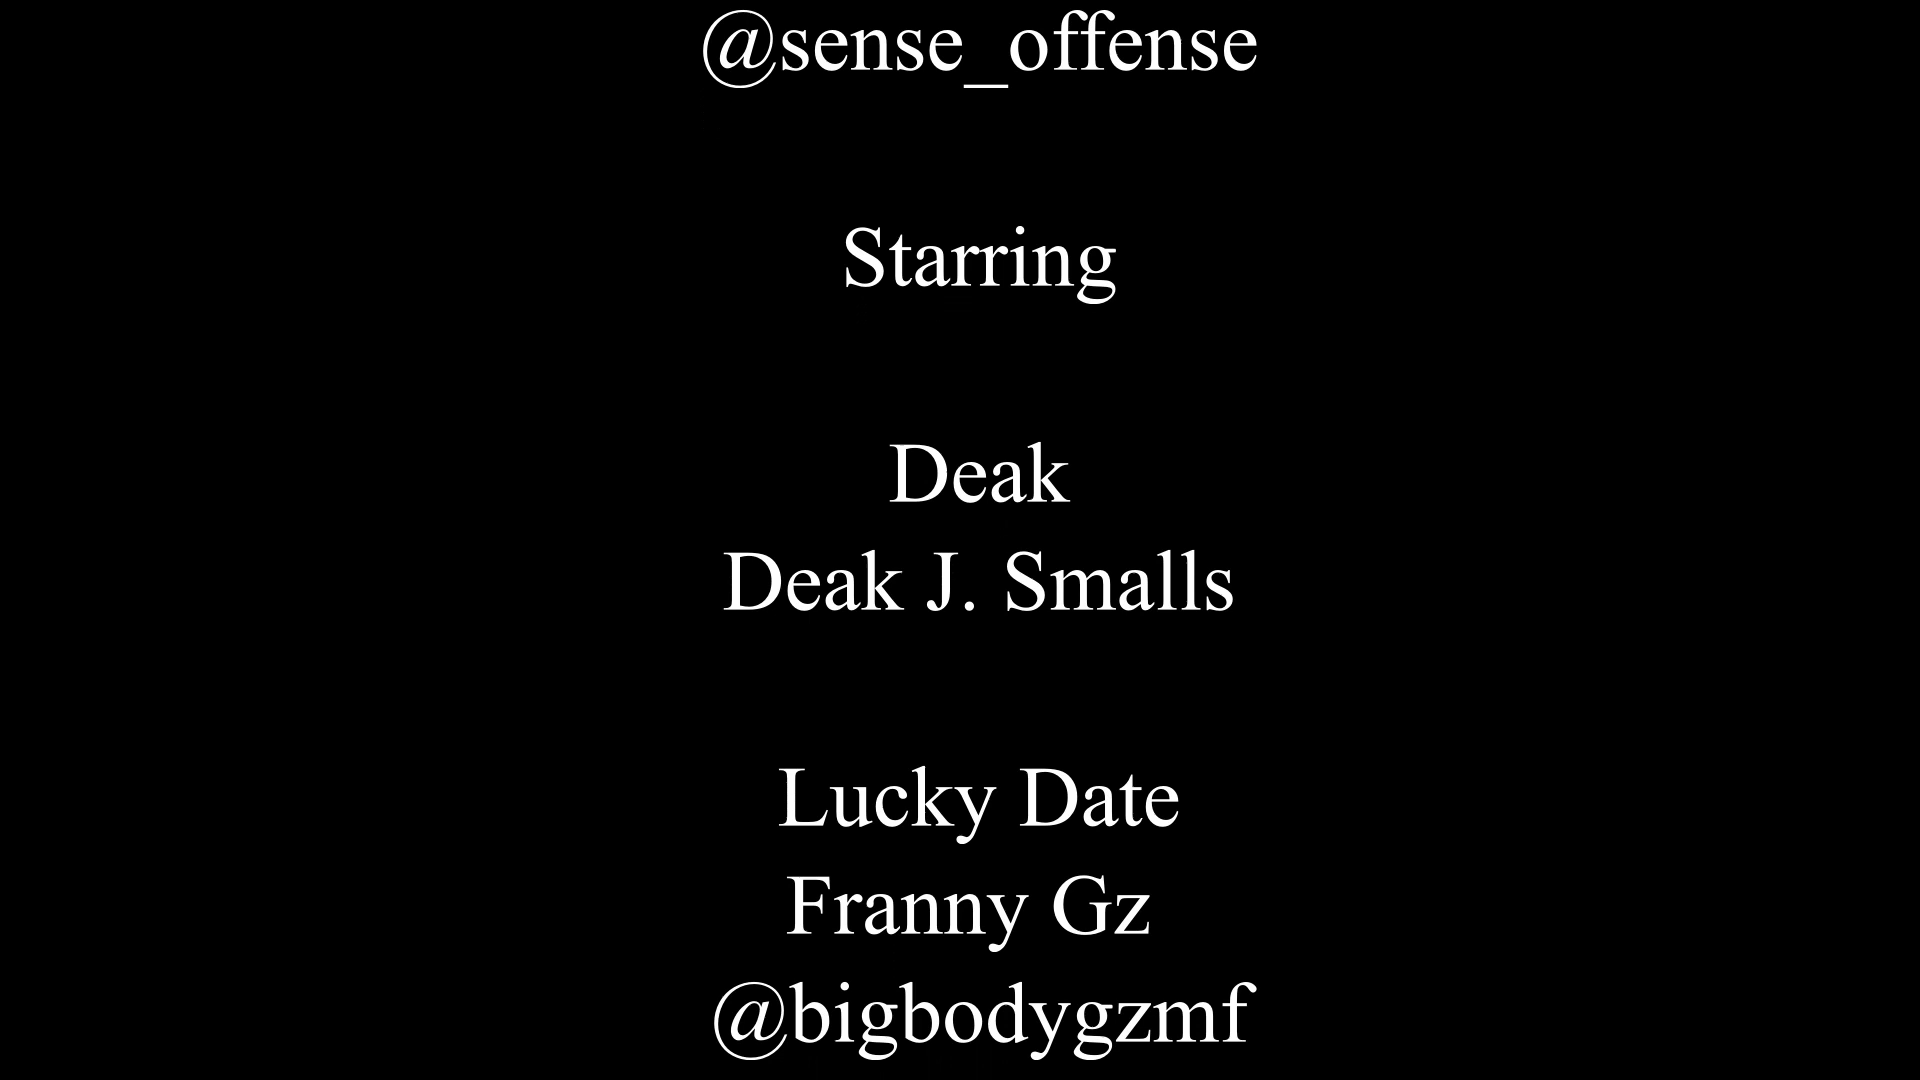 @sense_offense
Starring
Deak
Deak J. Smalls
Lucky Date
Franny Gz
@bigbodygzmf